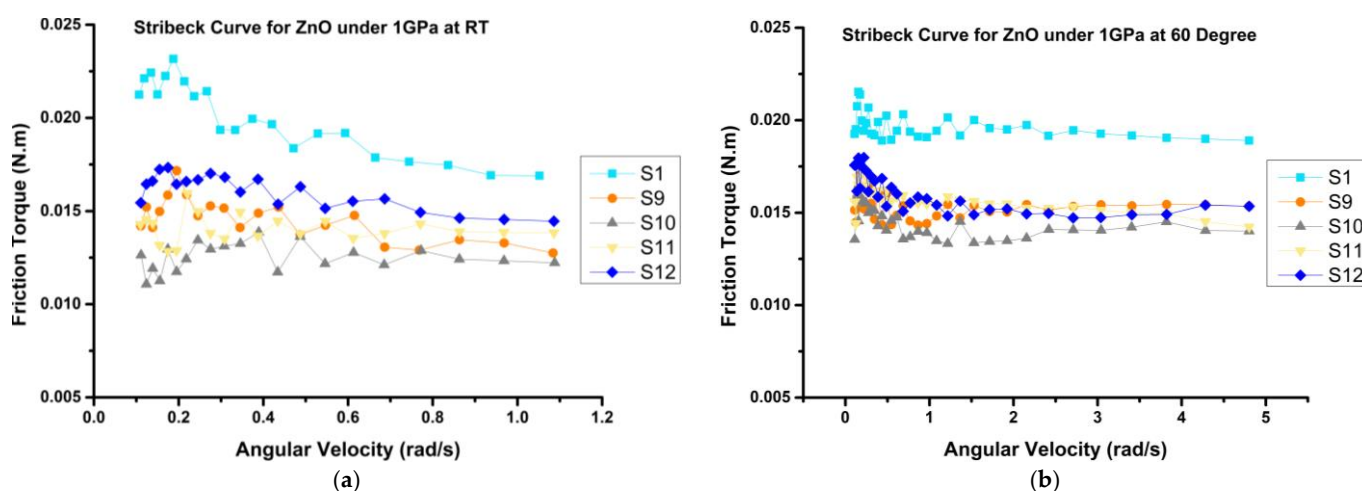 Stribeck Curve for ZnO under 1GPa at RT
Friction Torque (N.m)
0.025
0.020
0.015
0.010
0.005
0.0
0.2
0.4
0.6
0.8
1.0
1.2
Angular Velocity (rad/s)
S1
S9
S10
S11
S12
(a)
Stribeck Curve for ZnO under 1GPa at 60 Degree
Friction Torque (N.m)
0.025
0.020
0.015
0.010
0.005
0
1
2
3
4
5
Angular Velocity (rad/s)
S1
S9
S10
S11
S12
(b)